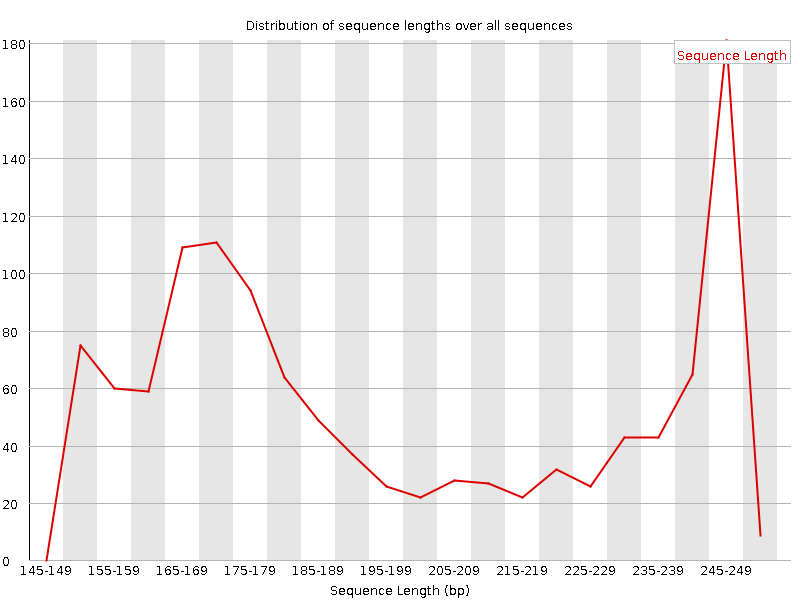 Distribution of sequence lengths over all sequences
Sequence Length
180
160
140
120
100
80
60
40
20
0
145-149 155-159 165-169 175-179 185-189 195-199 205-209 215-219 225-229 235-239 245-249
Sequence Length (bp)